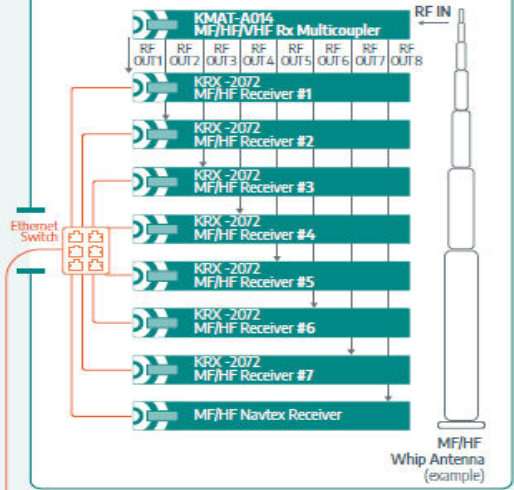 KMAT-A014
MF/HF/VHF Rx Multicoupler
RF IN
RF OUT1
RF OUT2
RF OUT3
RF OUT4
RF OUT5
RF OUT6
RF OUT7
RF OUT8
KRX -2072
MF/HF Receiver #1
KRX -2072
MF/HF Receiver #2
KRX -2072
MF/HF Receiver #3
KRX -2072
MF/HF Receiver #4
KRX -2072
MF/HF Receiver #5
KRX -2072
MF/HF Receiver #6
KRX -2072
MF/HF Receiver #7
MF/HF Navtex Receiver
Ethernet
Switch
MF/HF
Whip Antenna
(example)